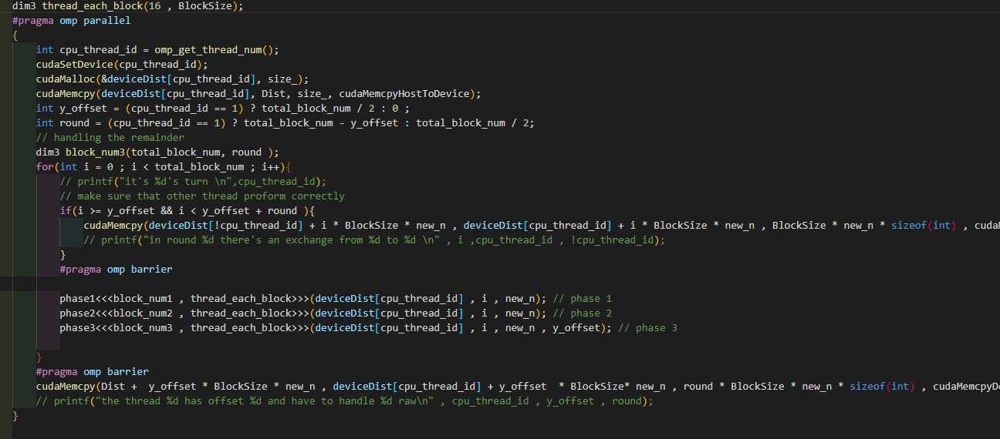 dim3 thread_each_block(16 , BlockSize);
#pragma omp parallel
{
    int cpu_thread_id = omp_get_thread_num();
    cudaSetDevice(cpu_thread_id);
    cudaMalloc(&deviceDist[cpu_thread_id], size_);
    cudaMemcpy(deviceDist[cpu_thread_id], Dist, size_, cudaMemcpyHostToDevice);
    int y_offset = (cpu_thread_id == 1) ? total_block_num / 2 : 0 ;
    int round = (cpu_thread_id == 1) ? total_block_num - y_offset : total_block_num / 2;
    // handling the remainder
    dim3 block_num3(total_block_num, round );
    for(int i = 0 ; i < total_block_num ; i++){
        // printf("it's %d's turn \n",cpu_thread_id);
        // make sure that other thread proform correctly
        if(i >= y_offset && i < y_offset + round ){
            cudaMemcpy(deviceDist[!cpu_thread_id] + i * BlockSize * new_n , deviceDist[cpu_thread_id] + i * BlockSize * new_n , BlockSize * new_n * sizeof(int) ,
            // printf("in round %d there's an exchange from %d to %d \n" , i ,cpu_thread_id , !cpu_thread_id);
        }
        #pragma omp barrier
        phase1<<<block_num1 , thread_each_block>>>(deviceDist[cpu_thread_id] , i , new_n); // phase 1
        phase2<<<block_num2 , thread_each_block>>>(deviceDist[cpu_thread_id] , i , new_n); // phase 2
        phase3<<<block_num3 , thread_each_block>>>(deviceDist[cpu_thread_id] , i , new_n , y_offset); // phase 3
    }
    #pragma omp barrier
    cudaMemcpy(Dist +  y_offset * BlockSize * new_n , deviceDist[cpu_thread_id] + y_offset  * BlockSize* new_n , round * BlockSize * new_n * sizeof(int) ,
    // printf("the thread %d has offset %d and have to handle %d raw\n" , cpu_thread_id , y_offset , round);
}